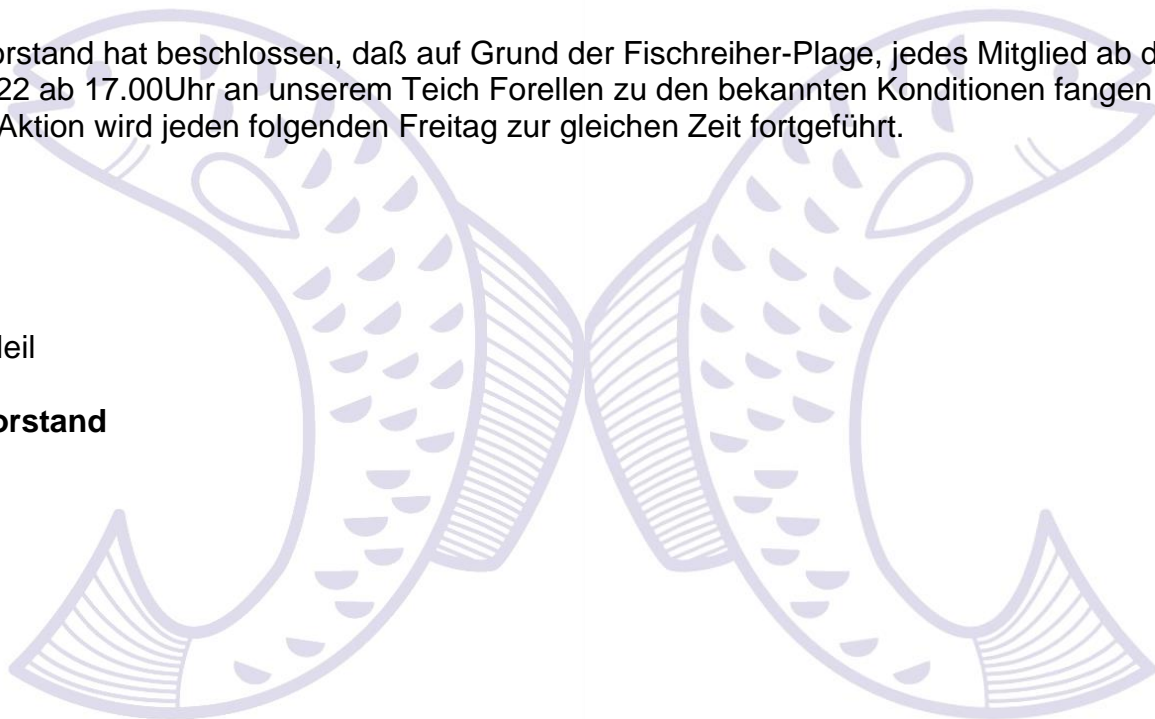 orstand hat beschlossen, daß auf Grund der Fischreiher-Plage, jedes Mitglied ab d
22 ab 17.00Uhr an unserem Teich Forellen zu den bekannten Konditionen fangen
Aktion wird jeden folgenden Freitag zur gleichen Zeit fortgeführt.
eil
orstand